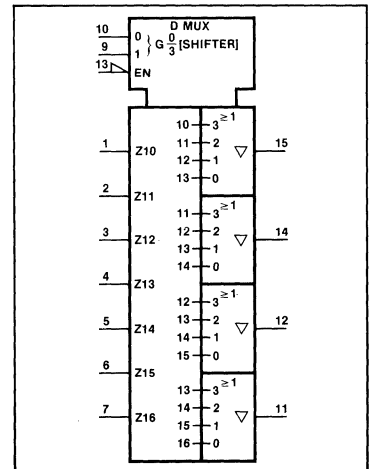 D MUX
10 0
9 1 } G 0/3 [SHIFTER]
13 EN
1 Z10
2 Z11
3 Z12
4 Z13
5 Z14
6 Z15
7 Z16
10 3 ≥1
11 2 ▽ 15
12 1
13 0
11 3 ≥1
12 2
13 1 ▽ 14
14 0
12 3 ≥1
13 2
14 1 ▽ 12
15 0
13 3 ≥1
14 2
15 1 ▽ 11
16 0